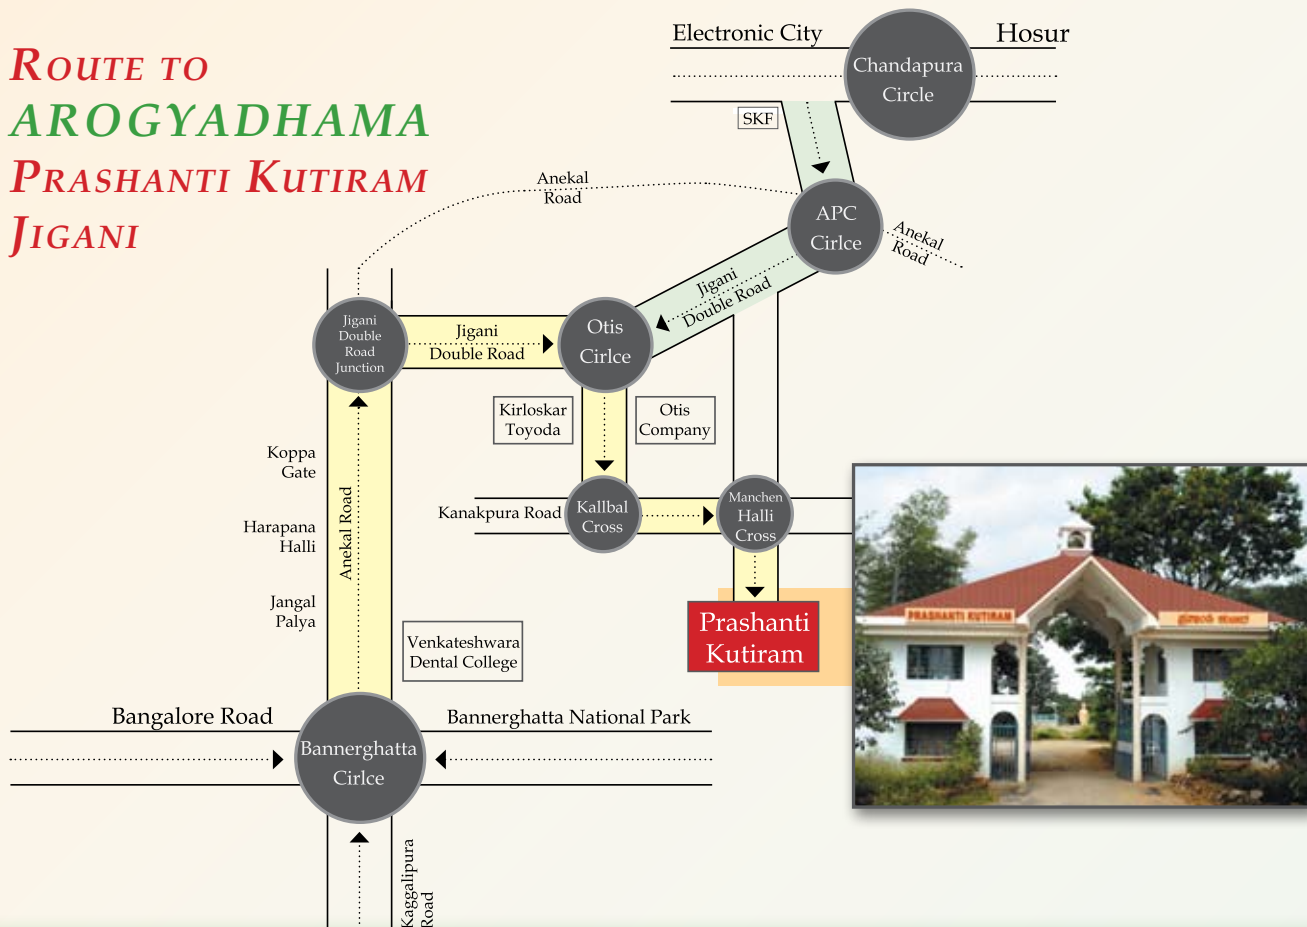 ROUTE TO
AROGYADHAMA
PRASHANTI KUTIRAM
JIGANI
Electronic City
Hosur
Chandapura
Circle
SKF
Anekal
Road
APC
Cirlce
Anekal
Road
Jigani
Double Road
Jigani
Double
Road
Junction
Jigani
Double Road
Otis
Cirlce
Kirloskar
Toyoda
Otis
Company
Koppa
Gate
Anekal Road
Kanakpura Road
Kallbal
Cross
Manchen
Halli
Cross
Harapana
Halli
Jangal
Palya
Venkateshwara
Dental College
Prashanti
Kutiram
PRASHANTI KUTIRAM
Bangalore Road
Bannerghatta National Park
Bannerghatta
Cirlce
Kaggalipura
Road